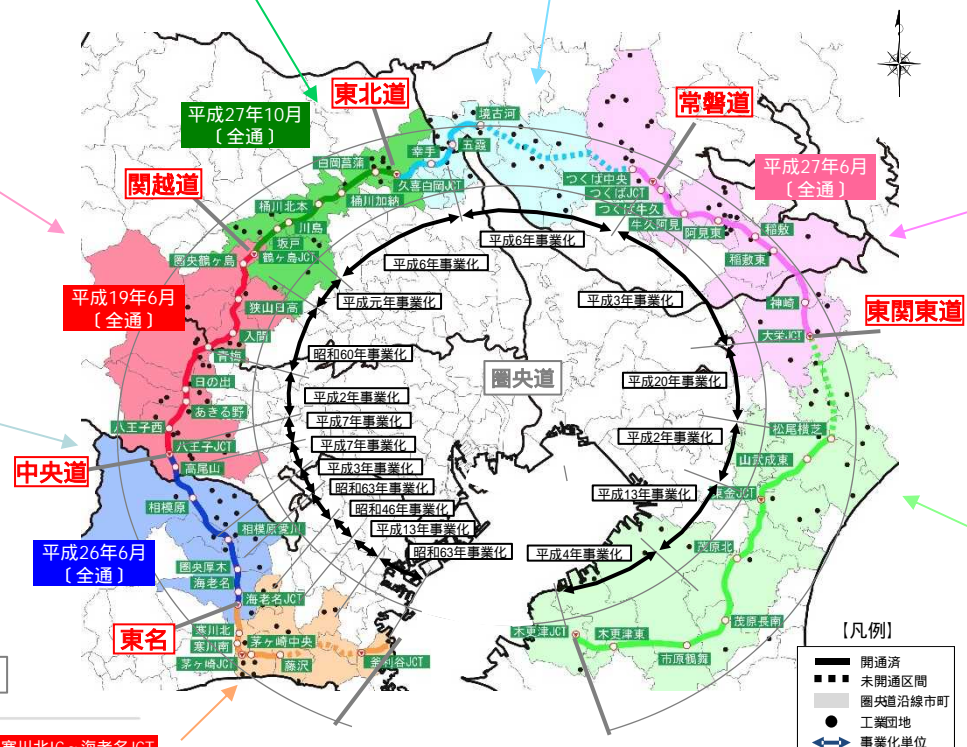 東北道
常磐道
平成27年10月
〔全通〕
境古河
五霞
幸手
白岡菖蒲
久喜白岡JCT
関越道
桶川北本
桶川加納
川島
坂戸
圏央鶴ヶ島
鶴ヶ島JCT
つくば中央
つくばJCT
つくば牛久
牛久阿見
阿見東
稲敷
稲敷東
平成27年6月
〔全通〕
神崎
大栄JCT
東関東道
平成19年6月
〔全通〕
狭山日高
入間
青梅
日の出
あきる野
八王子西
八王子JCT
中央道
高尾山
相模原
相模原愛川
平成26年6月
〔全通〕
圏央厚木
海老名
海老名JCT
東名
寒川北
寒川南
茅ヶ崎JCT
茅ヶ崎中央
藤沢
金利谷JCT
平成6年事業化
平成6年事業化
平成元年事業化
昭和60年事業化
平成2年事業化
平成7年事業化
平成7年事業化
平成3年事業化
昭和63年事業化
昭和46年事業化
平成13年事業化
昭和63年事業化
圏央道
平成3年事業化
平成20年事業化
平成2年事業化
平成13年事業化
平成4年事業化
松尾横芝
山武成東
東金JCT
茂原北
茂原長南
市原鶴舞
木更津東
木更津JCT
【凡例】
開通済
未開通区間
圏央道沿線市町
工業団地
事業化単位
寒川北IC～海老名JCT